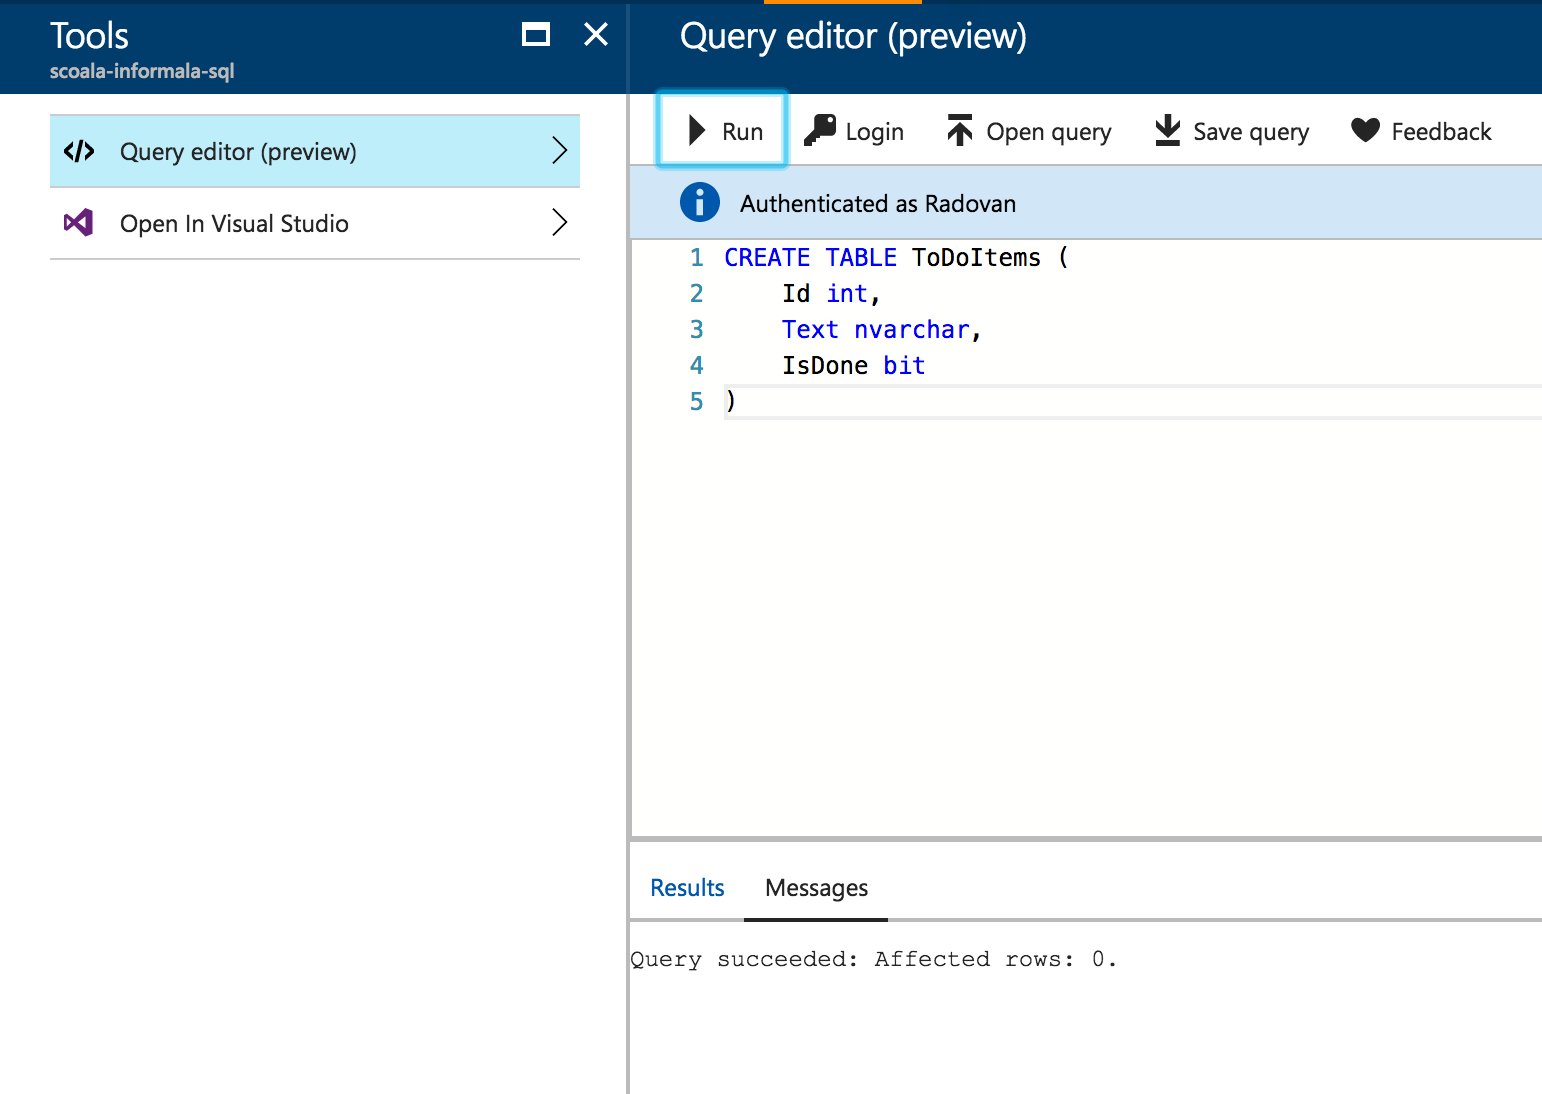 Tools
scoala-informala-sql
Query editor (preview)
Open In Visual Studio
Query editor (preview)
Run Login Open query Save query Feedback
Authenticated as Radovan
1 CREATE TABLE ToDoItems (
2 Id int,
3 Text nvarchar,
4 IsDone bit
5 )
Results Messages
Query succeeded: Affected rows: 0.